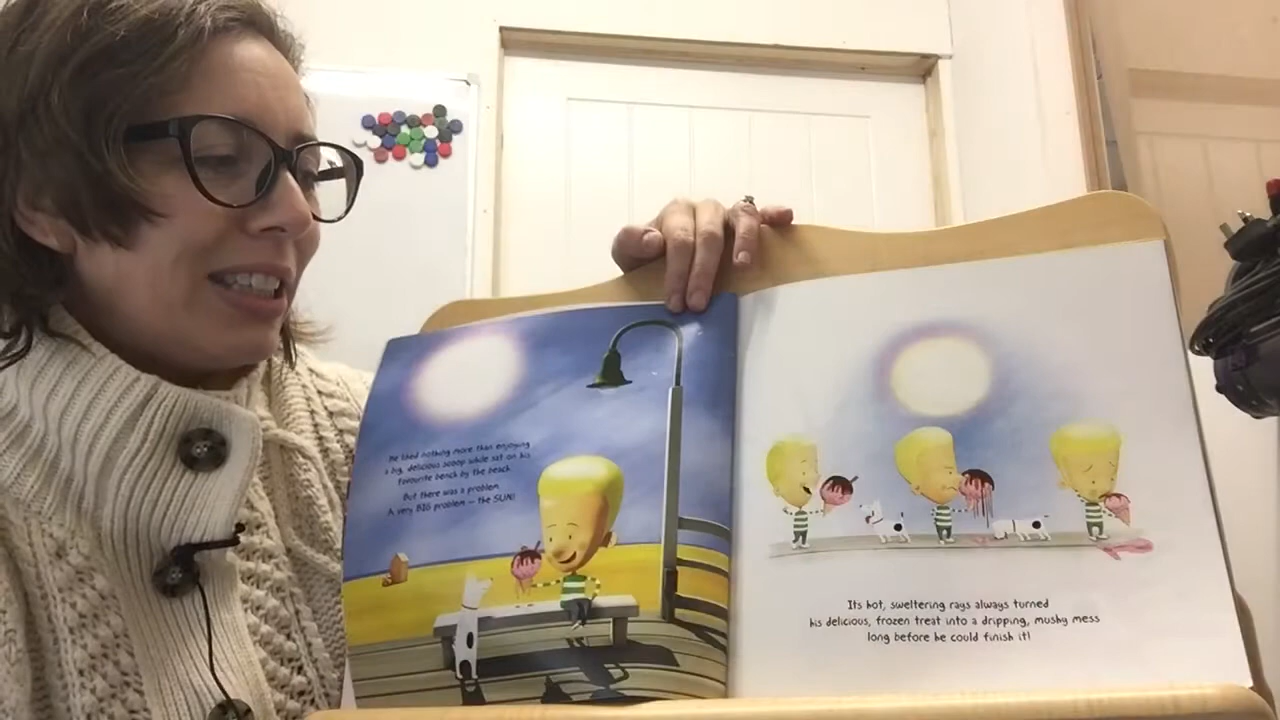 He liked nothing more than enjoying
a big, delicious scoop while sat on his
favourite bench by the beach.
But there was a problem.
A very BIG problem – the SUN!
Its hot, sweltering rays always turned
his delicious, frozen treat into a dripping, mushy mess
long before he could finish it!